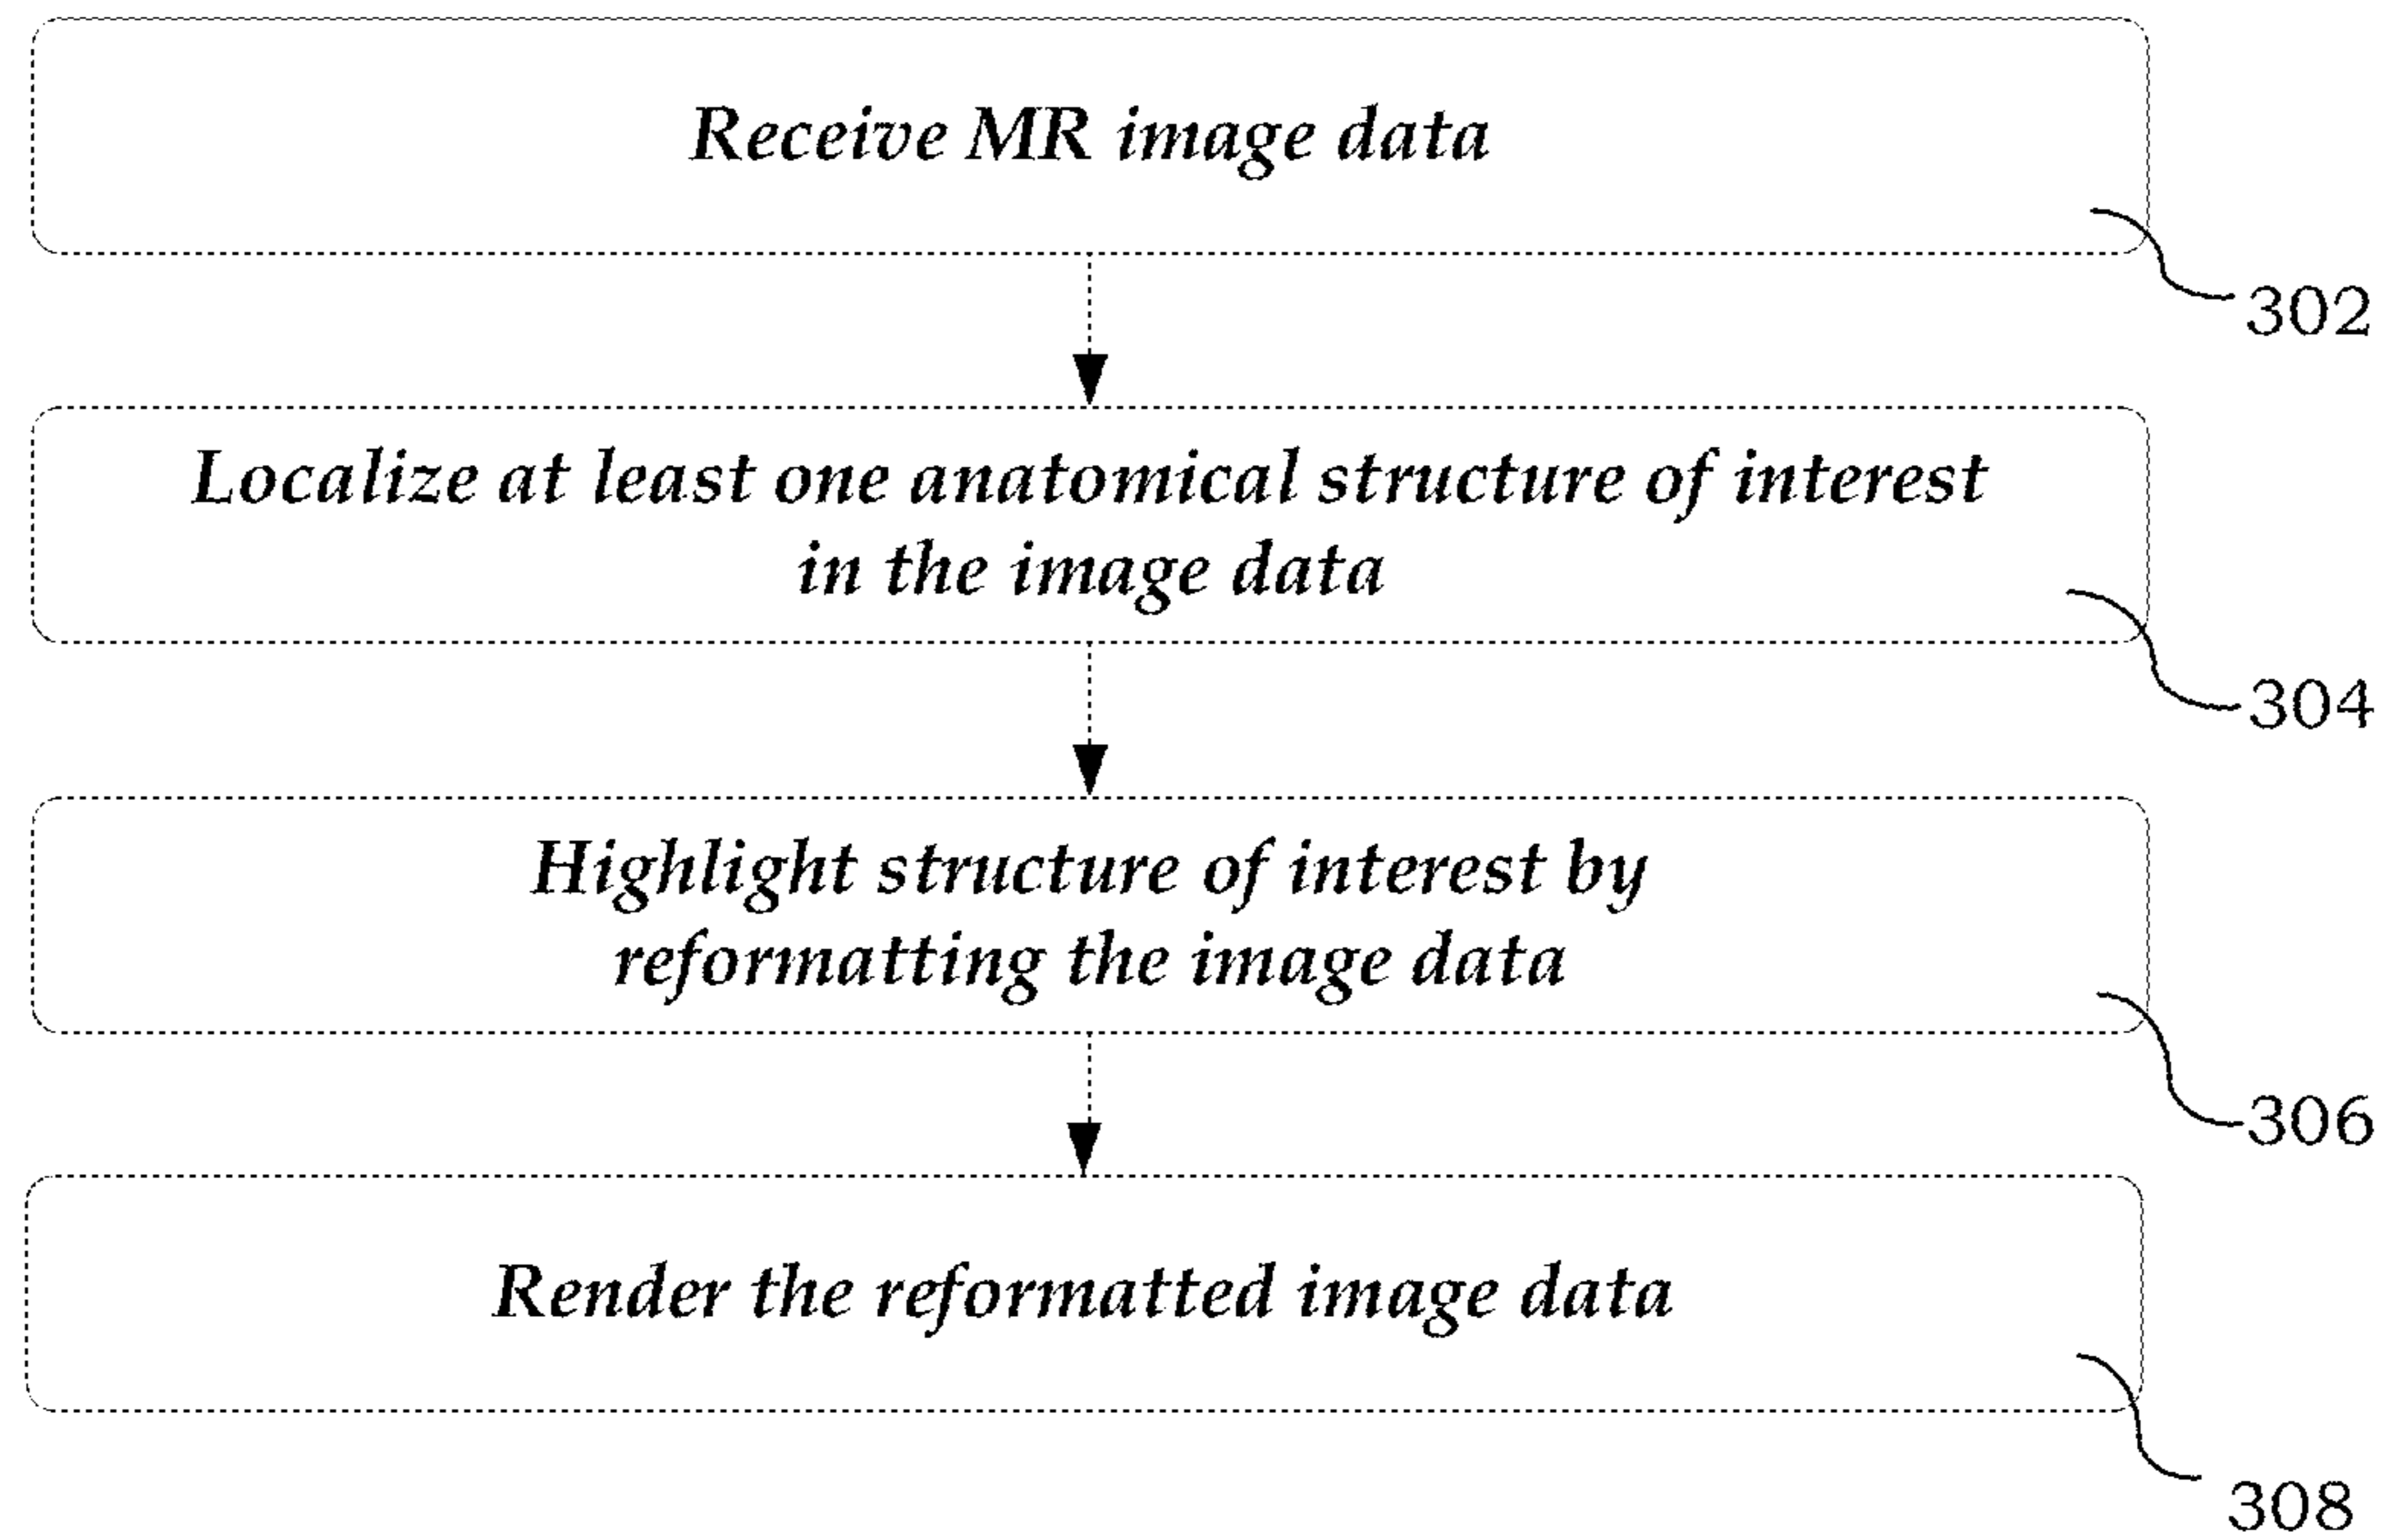 Receive MR image data
302
Localize at least one anatomical structure of interest
in the image data
304
Highlight structure of interest by
reformatting the image data
306
Render the reformatted image data
308